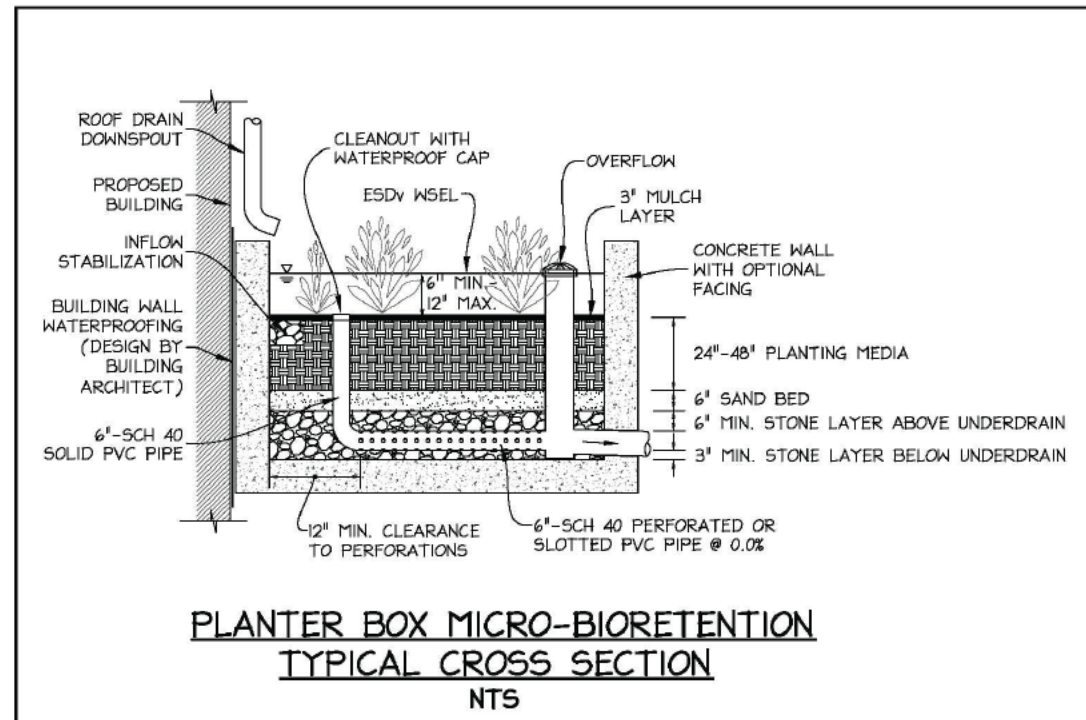 ROOF DRAIN
DOWNSPOUT
PROPOSED
BUILDING
INFLOW
STABILIZATION
BUILDING WALL
WATERPROOFING
(DESIGN BY
BUILDING
ARCHITECT)
6"-SCH 40
SOLID PVC PIPE
CLEANOUT WITH
WATERPROOF CAP
ESDv WSEL
OVERFLOW
3" MULCH
LAYER
6" MIN.-
12" MAX.
CONCRETE WALL
WITH OPTIONAL
FACING
24"-48" PLANTING MEDIA
6" SAND BED
6" MIN. STONE LAYER ABOVE UNDERDRAIN
3" MIN. STONE LAYER BELOW UNDERDRAIN
12" MIN. CLEARANCE
TO PERFORATIONS
6"-SCH 40 PERFORATED OR
SLOTTED PVC PIPE @ 0.0%
PLANTER BOX MICRO-BIORETENTION
TYPICAL CROSS SECTION
NTS